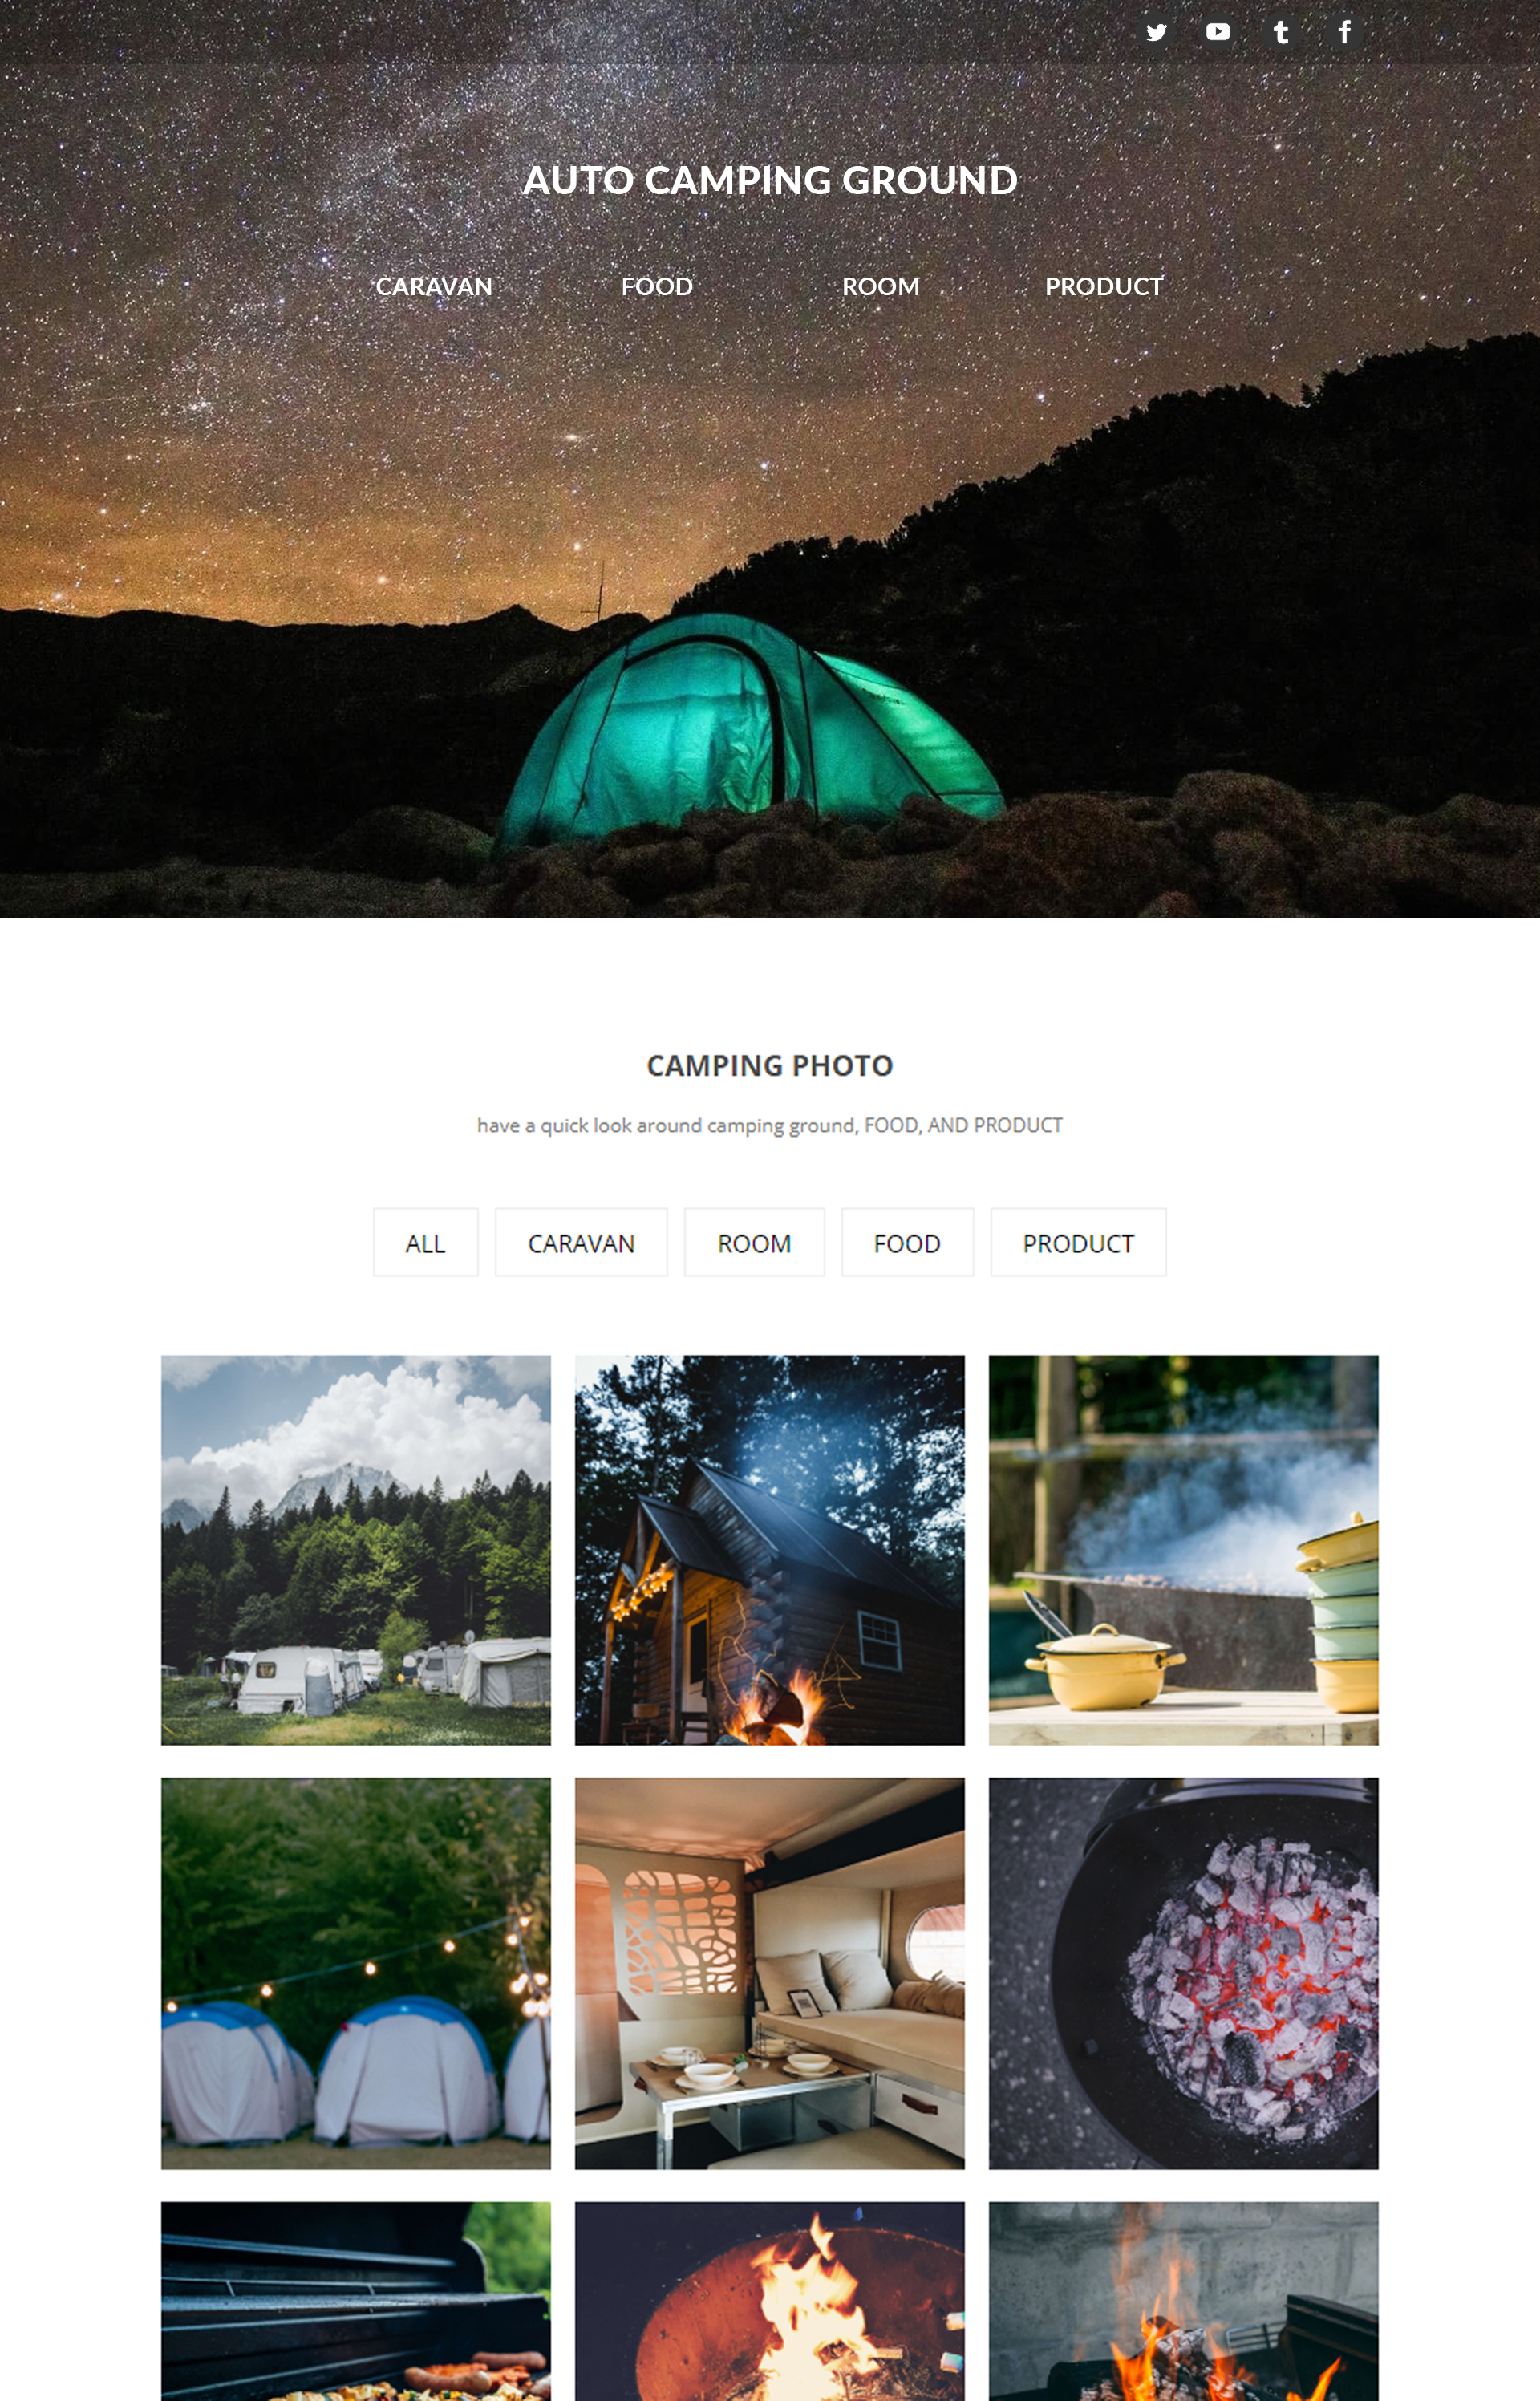 AUTO CAMPING GROUND
CARAVAN FOOD ROOM PRODUCT
CAMPING PHOTO
have a quick look around camping ground, FOOD, AND PRODUCT
ALL CARAVAN ROOM FOOD PRODUCT